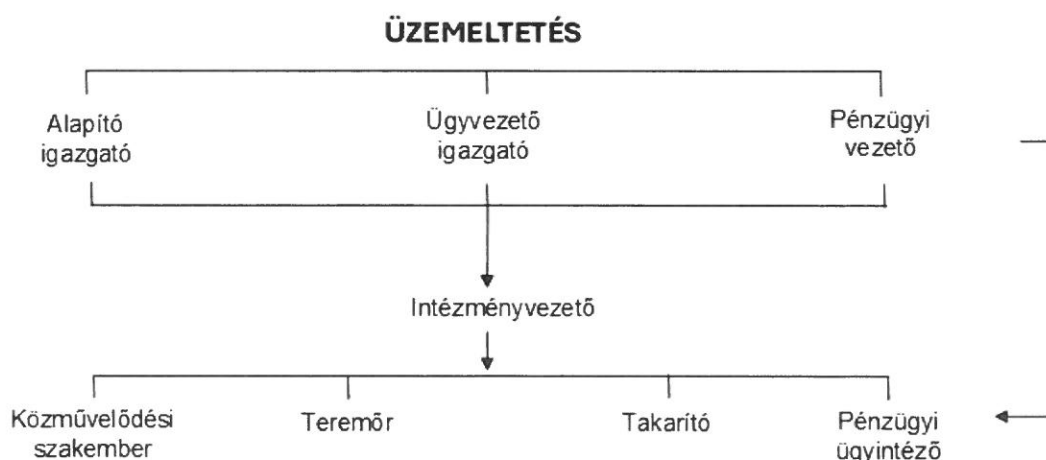 ÜZEMELTETÉS
Alapító
igazgató
Ügyvezető
igazgató
Pénzügyi
vezető
Intézményvezető
Közművelődési
szakember
Teremőr
Takarító
Pénzügyi
ügyintéző